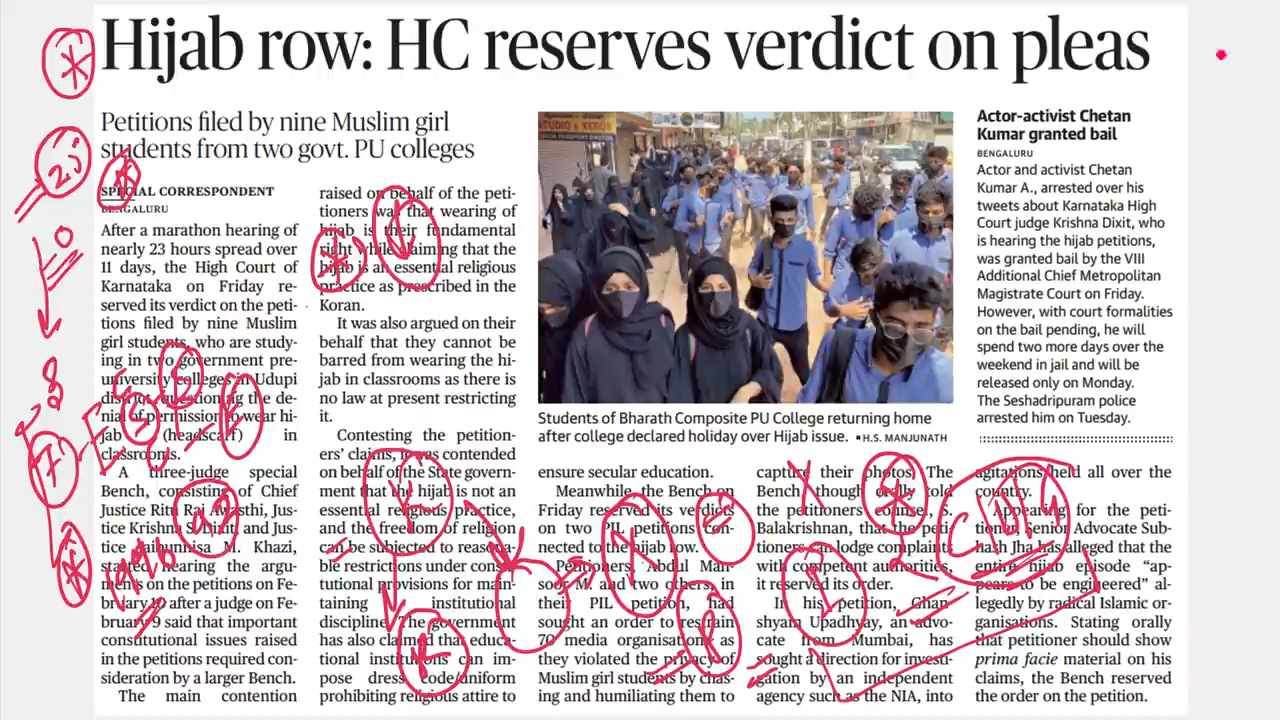 Hijab row: HC reserves verdict on pleas
Petitions filed by nine Muslim girl
students from two govt. PU colleges
SPECIAL CORRESPONDENT
BENGALURU
After a marathon hearing of
nearly 23 hours spread over
11 days, the High Court of
Karnataka on Friday re-
served its verdict on the peti-
tions filed by nine Muslim
girl students, who are study-
ing in two government pre-
university colleges in Udupi
district questioning the de-
nial of permission to wear hi-
jab (headscarf) in
classrooms.
A three-judge special
Bench, consisting of Chief
Justice Ritu Raj Awasthi, Jus-
tice Krishna S. Dixit, and Jus-
tice Jaibunnisa M. Khazi,
started hearing the argu-
ments on the petitions on Fe-
bruary 10 after a judge on Fe-
bruary 9 said that important
constitutional issues raised
in the petitions required con-
sideration by a larger Bench.
The main contention
raised on behalf of the peti-
tioners was that wearing of
hijab is their fundamental
right while claiming that the
hijab is an essential religious
practice as prescribed in the
Koran.
It was also argued on their
behalf that they cannot be
barred from wearing the hi-
jab in classrooms as there is
no law at present restricting
it.
Contesting the petition-
ers' claims, it was contended
on behalf of the State govern-
ment that the hijab is not an
essential religious practice,
and the freedom of religion
can be subjected to reasona-
ble restrictions under consti-
tutional provisions for main-
taining institutional
discipline. The government
has also claimed that educa-
tional institutions can im-
pose dress code/uniform
prohibiting religious attire to
STUDIO & XEROX
Students of Bharath Composite PU College returning home
after college declared holiday over Hijab issue. ▪H.S. MANJUNATH
ensure secular education.
Meanwhile, the Bench on
Friday reserved its verdicts
on two PIL petitions con-
nected to the hijab row.
Petitioners, Abdul Man-
soor M. and two others, in
their PIL petition, had
sought an order to restrain
70 media organisations as
they violated the privacy of
Muslim girl students by chas-
ing and humiliating them to
capture their photos. The
Bench, though orally told
the petitioners' counsel, S.
Balakrishnan, that the peti-
tioners can lodge complaints
with competent authorities,
it reserved its order.
In his petition, Ghan-
shyam Upadhyay, an advo-
cate from Mumbai, has
sought a direction for investi-
gation by an independent
agency such as the NIA, into
agitations held all over the
country.
Appearing for the peti-
tioner, Senior Advocate Sub-
hash Jha has alleged that the
entire hijab episode "ap-
pears to be engineered" al-
legedly by radical Islamic or-
ganisations. Stating orally
that petitioner should show
prima facie material on his
claims, the Bench reserved
the order on the petition.
Actor-activist Chetan
Kumar granted bail
BENGALURU
Actor and activist Chetan
Kumar A., arrested over his
tweets about Karnataka High
Court judge Krishna Dixit, who
is hearing the hijab petitions,
was granted bail by the VIII
Additional Chief Metropolitan
Magistrate Court on Friday.
However, with court formalities
on the bail pending, he will
spend two more days over the
weekend in jail and will be
released only on Monday.
The Seshadripuram police
arrested him on Tuesday.